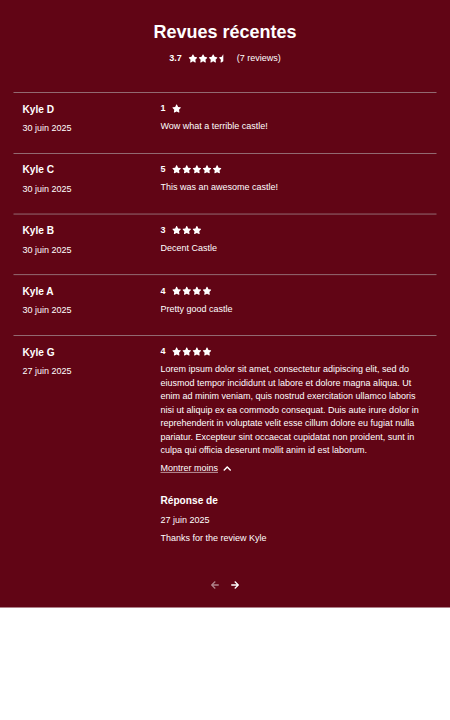 Revues récentes
3.7 (7 reviews)
Kyle D
30 juin 2025
1
Wow what a terrible castle!
Kyle C
30 juin 2025
5
This was an awesome castle!
Kyle B
30 juin 2025
3
Decent Castle
Kyle A
30 juin 2025
4
Pretty good castle
Kyle G
27 juin 2025
4
Lorem ipsum dolor sit amet, consectetur adipiscing elit, sed do
eiusmod tempor incididunt ut labore et dolore magna aliqua. Ut
enim ad minim veniam, quis nostrud exercitation ullamco laboris
nisi ut aliquip ex ea commodo consequat. Duis aute irure dolor in
reprehenderit in voluptate velit esse cillum dolore eu fugiat nulla
pariatur. Excepteur sint occaecat cupidatat non proident, sunt in
culpa qui officia deserunt mollit anim id est laborum.
Montrer moins
Réponse de
27 juin 2025
Thanks for the review Kyle